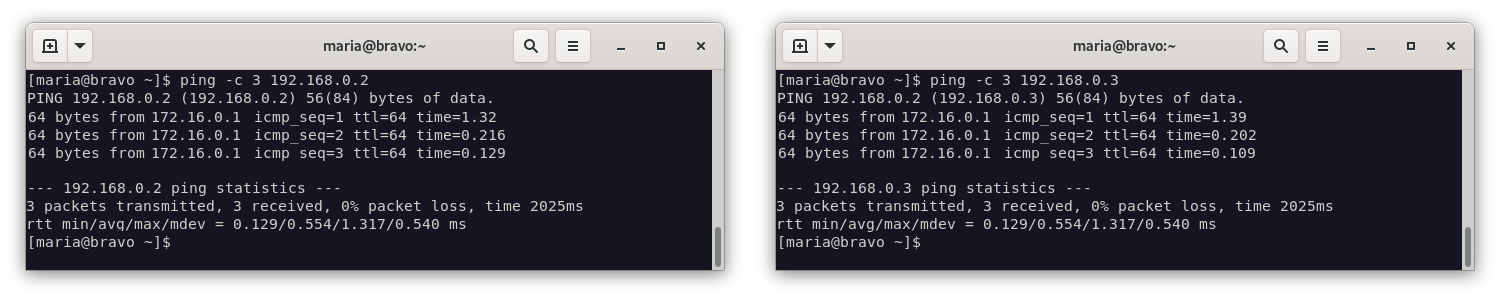 maria@bravo:~
[maria@bravo ~]$ ping -c 3 192.168.0.2
PING 192.168.0.2 (192.168.0.2) 56(84) bytes of data.
64 bytes from 172.16.0.1 icmp_seq=1 ttl=64 time=1.32
64 bytes from 172.16.0.1 icmp_seq=2 ttl=64 time=0.216
64 bytes from 172.16.0.1 icmp seq=3 ttl=64 time=0.129
--- 192.168.0.2 ping statistics ---
3 packets transmitted, 3 received, 0% packet loss, time 2025ms
rtt min/avg/max/mdev = 0.129/0.554/1.317/0.540 ms
[maria@bravo ~]$
maria@bravo:~
[maria@bravo ~]$ ping -c 3 192.168.0.3
PING 192.168.0.2 (192.168.0.3) 56(84) bytes of data.
64 bytes from 172.16.0.1 icmp_seq=1 ttl=64 time=1.39
64 bytes from 172.16.0.1 icmp_seq=2 ttl=64 time=0.202
64 bytes from 172.16.0.1 icmp seq=3 ttl=64 time=0.109
--- 192.168.0.3 ping statistics ---
3 packets transmitted, 3 received, 0% packet loss, time 2025ms
rtt min/avg/max/mdev = 0.129/0.554/1.317/0.540 ms
[maria@bravo ~]$